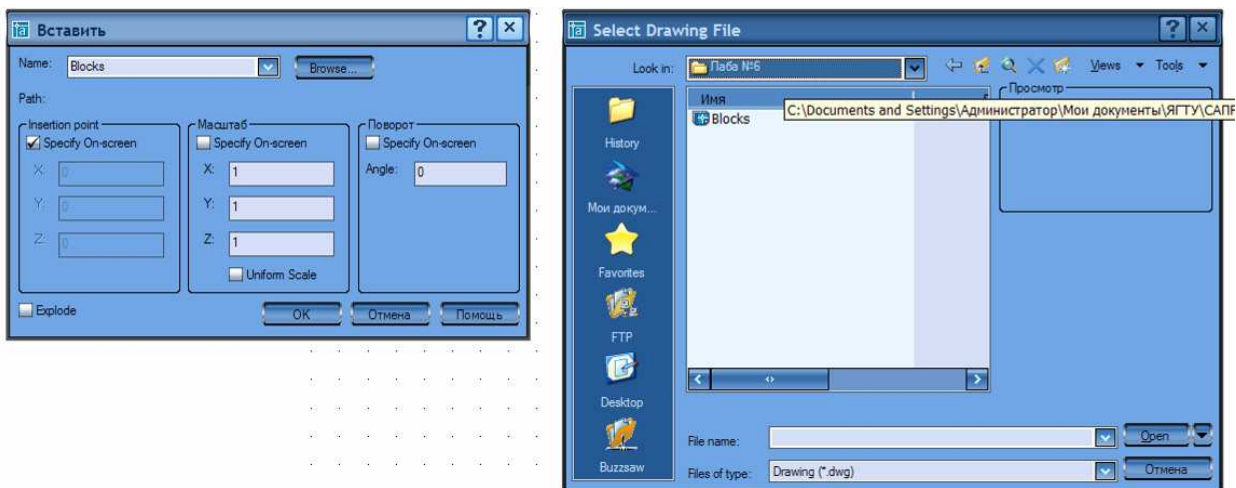 Вставить
Name: Blocks Browse...
Path:
Insertion point
Specify On-screen
X: 0
Y: 0
Z: 0
Масштаб
Specify On-screen
X: 1
Y: 1
Z: 1
Uniform Scale
Поворот
Specify On-screen
Angle: 0
Explode
OK Отмена Помощь
Select Drawing File
Look in: Лаба №6 Views Tools
History
Мои докум...
Favorites
FTP
Desktop
Buzzsaw
Имя
Blocks
C:\Documents and Settings\Администратор\Мои документы\ЯГТУ\САПР
Просмотр
File name: Open
Files of type: Drawing (*.dwg) Отмена